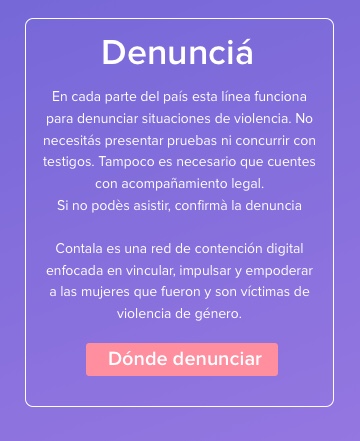 Denunciá
En cada parte del país esta línea funciona
para denunciar situaciones de violencia. No
necesitás presentar pruebas ni concurrir con
testigos. Tampoco es necesario que cuentes
con acompañamiento legal.
Si no podès asistir, confirmà la denuncia
Contala es una red de contención digital
enfocada en vincular, impulsar y empoderar
a las mujeres que fueron y son víctimas de
violencia de género.
Dónde denunciar